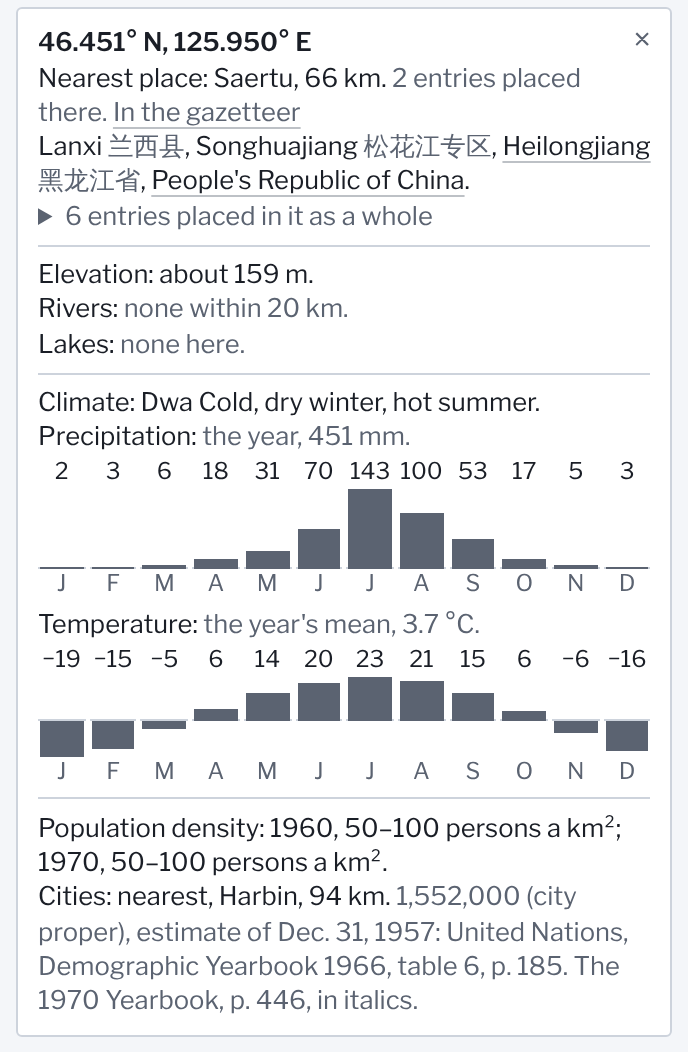 46.451° N, 125.950° E ×
Nearest place: Saertu, 66 km. 2 entries placed
there. In the gazetteer
Lanxi 兰西县, Songhuajiang 松花江专区, Heilongjiang
黑龙江省, People's Republic of China.
▶ 6 entries placed in it as a whole
Elevation: about 159 m.
Rivers: none within 20 km.
Lakes: none here.
Climate: Dwa Cold, dry winter, hot summer.
Precipitation: the year, 451 mm.
2 3 6 18 31 70 143 100 53 17 5 3
J F M A M J J A S O N D
Temperature: the year's mean, 3.7 °C.
−19 −15 −5 6 14 20 23 21 15 6 −6 −16
J F M A M J J A S O N D
Population density: 1960, 50–100 persons a km²;
1970, 50–100 persons a km².
Cities: nearest, Harbin, 94 km. 1,552,000 (city
proper), estimate of Dec. 31, 1957: United Nations,
Demographic Yearbook 1966, table 6, p. 185. The
1970 Yearbook, p. 446, in italics.